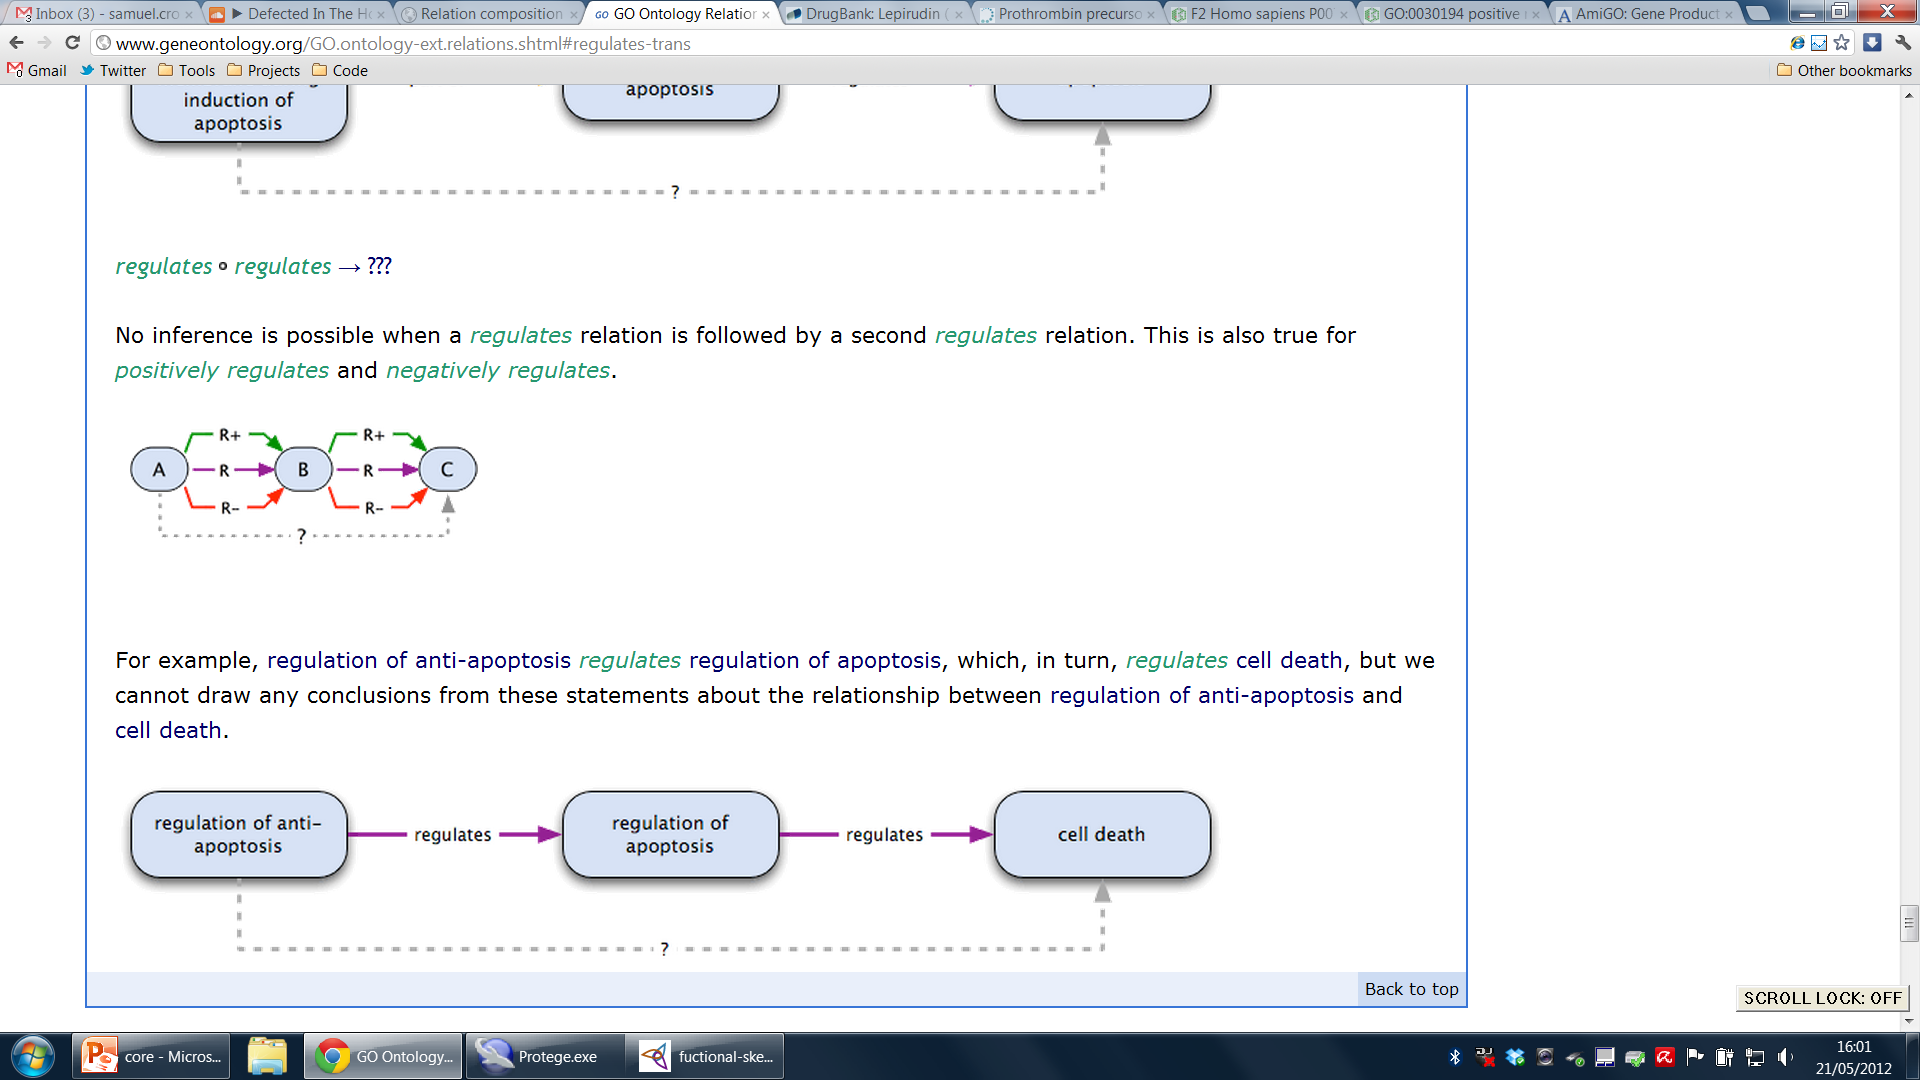 Inbox (3) - samuel.cro
Defected In The Ho
Relation composition
GO Ontology Relation
DrugBank: Lepirudin (
Prothrombin precurso
F2 Homo sapiens P00
GO:0030194 positive
AmiGO: Gene Product
www.geneontology.org/GO.ontology-ext.relations.shtml#regulates-trans
Gmail Twitter Tools Projects Code Other bookmarks
induction of
apoptosis
apoptosis
?
regulates ∘ regulates → ???
No inference is possible when a regulates relation is followed by a second regulates relation. This is also true for
positively regulates and negatively regulates.
R+ R+
A R B R C
R- R-
?
For example, regulation of anti-apoptosis regulates regulation of apoptosis, which, in turn, regulates cell death, but we
cannot draw any conclusions from these statements about the relationship between regulation of anti-apoptosis and
cell death.
regulation of anti-
apoptosis
regulates
regulation of
apoptosis
regulates
cell death
?
Back to top
SCROLL LOCK: OFF
core - Micros...
GO Ontology...
Protege.exe
fuctional-ske...
16:01
21/05/2012